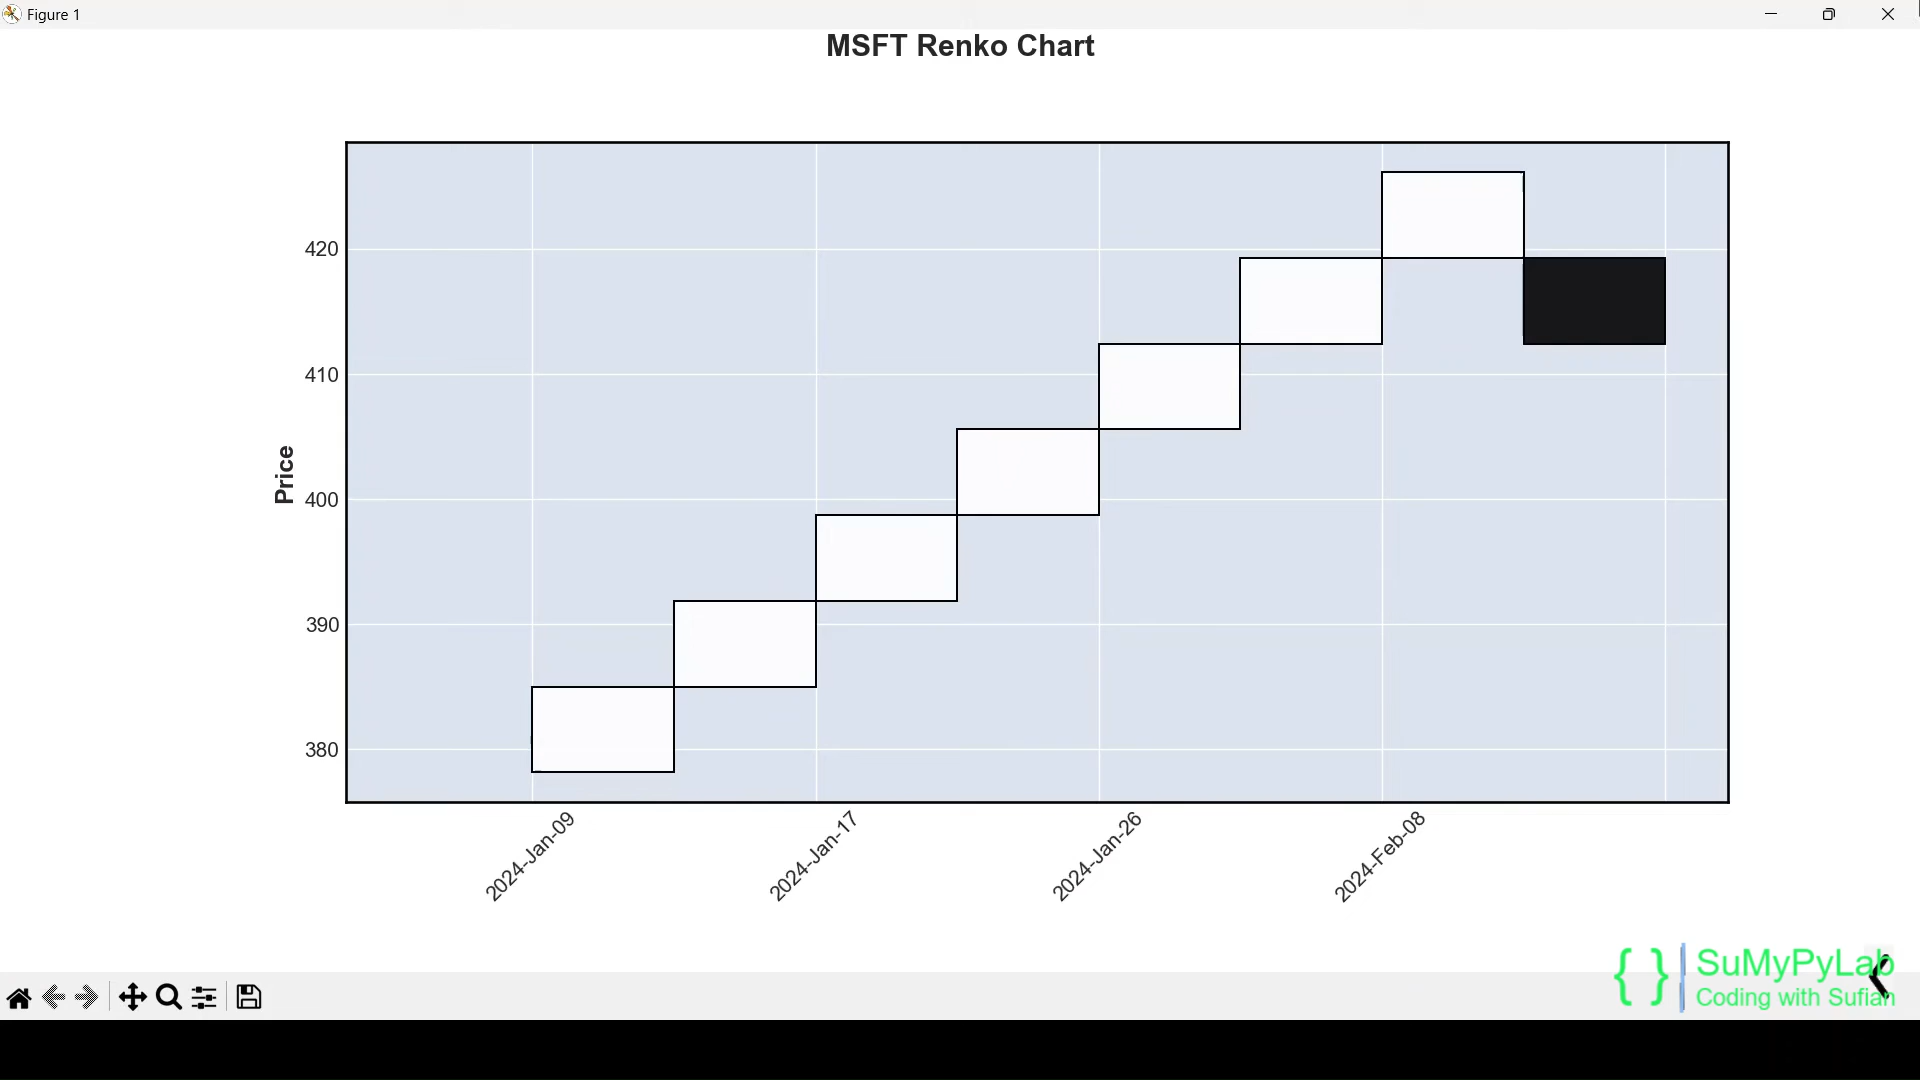 Figure 1
MSFT Renko Chart
420
410
400
390
380
Price
2024-Jan-09
2024-Jan-17
2024-Jan-26
2024-Feb-08
{ } SuMyPyLab
Coding with Sufian